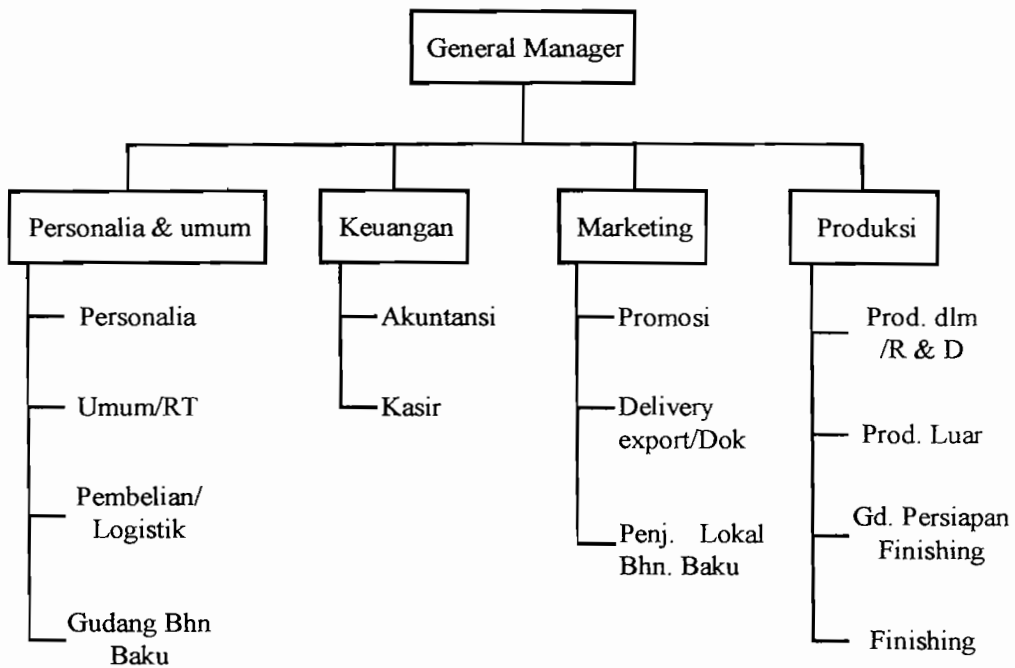 General Manager
Personalia & umum
Keuangan
Marketing
Produksi
Personalia
Umum/RT
Pembelian/
Logistik
Gudang Bhn
Baku
Akuntansi
Kasir
Promosi
Delivery
export/Dok
Penj. Lokal
Bhn. Baku
Prod. dlm
/R & D
Prod. Luar
Gd. Persiapan
Finishing
Finishing